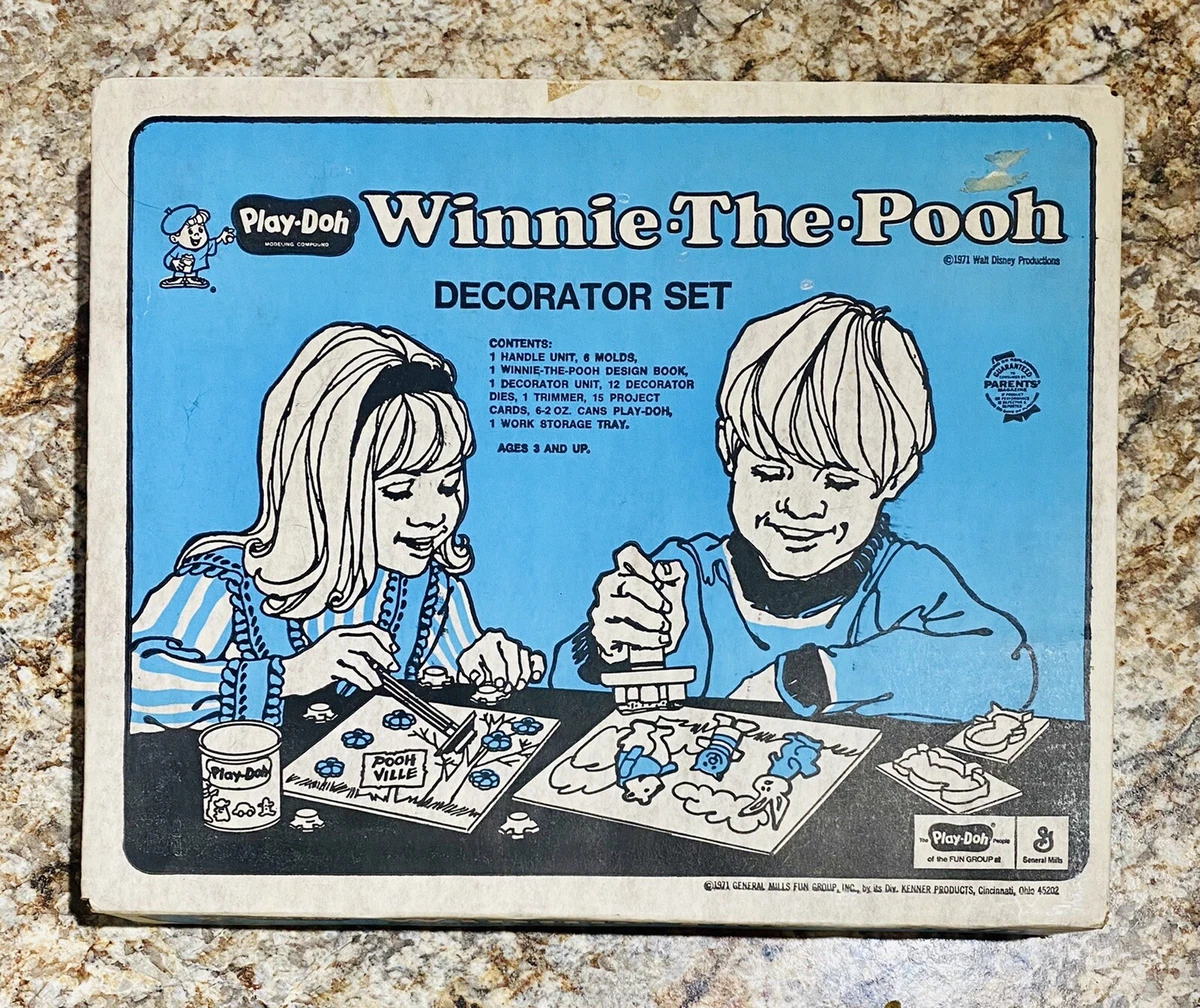 Play-Doh
MODELING COMPOUND
Winnie·The·Pooh
©1971 Walt Disney Productions
DECORATOR SET
CONTENTS:
1 HANDLE UNIT, 6 MOLDS,
1 WINNIE-THE-POOH DESIGN BOOK,
1 DECORATOR UNIT, 12 DECORATOR
DIES, 1 TRIMMER, 15 PROJECT
CARDS, 6-2 OZ. CANS PLAY-DOH,
1 WORK STORAGE TRAY.
AGES 3 AND UP.
GUARANTEED
PARENTS'
MAGAZINE
Play-Doh
POOH
VILLE
The Play-Doh People
of the FUN GROUP at
General Mills
©1971 GENERAL MILLS FUN GROUP, INC., by its Div. KENNER PRODUCTS, Cincinnati, Ohio 45202